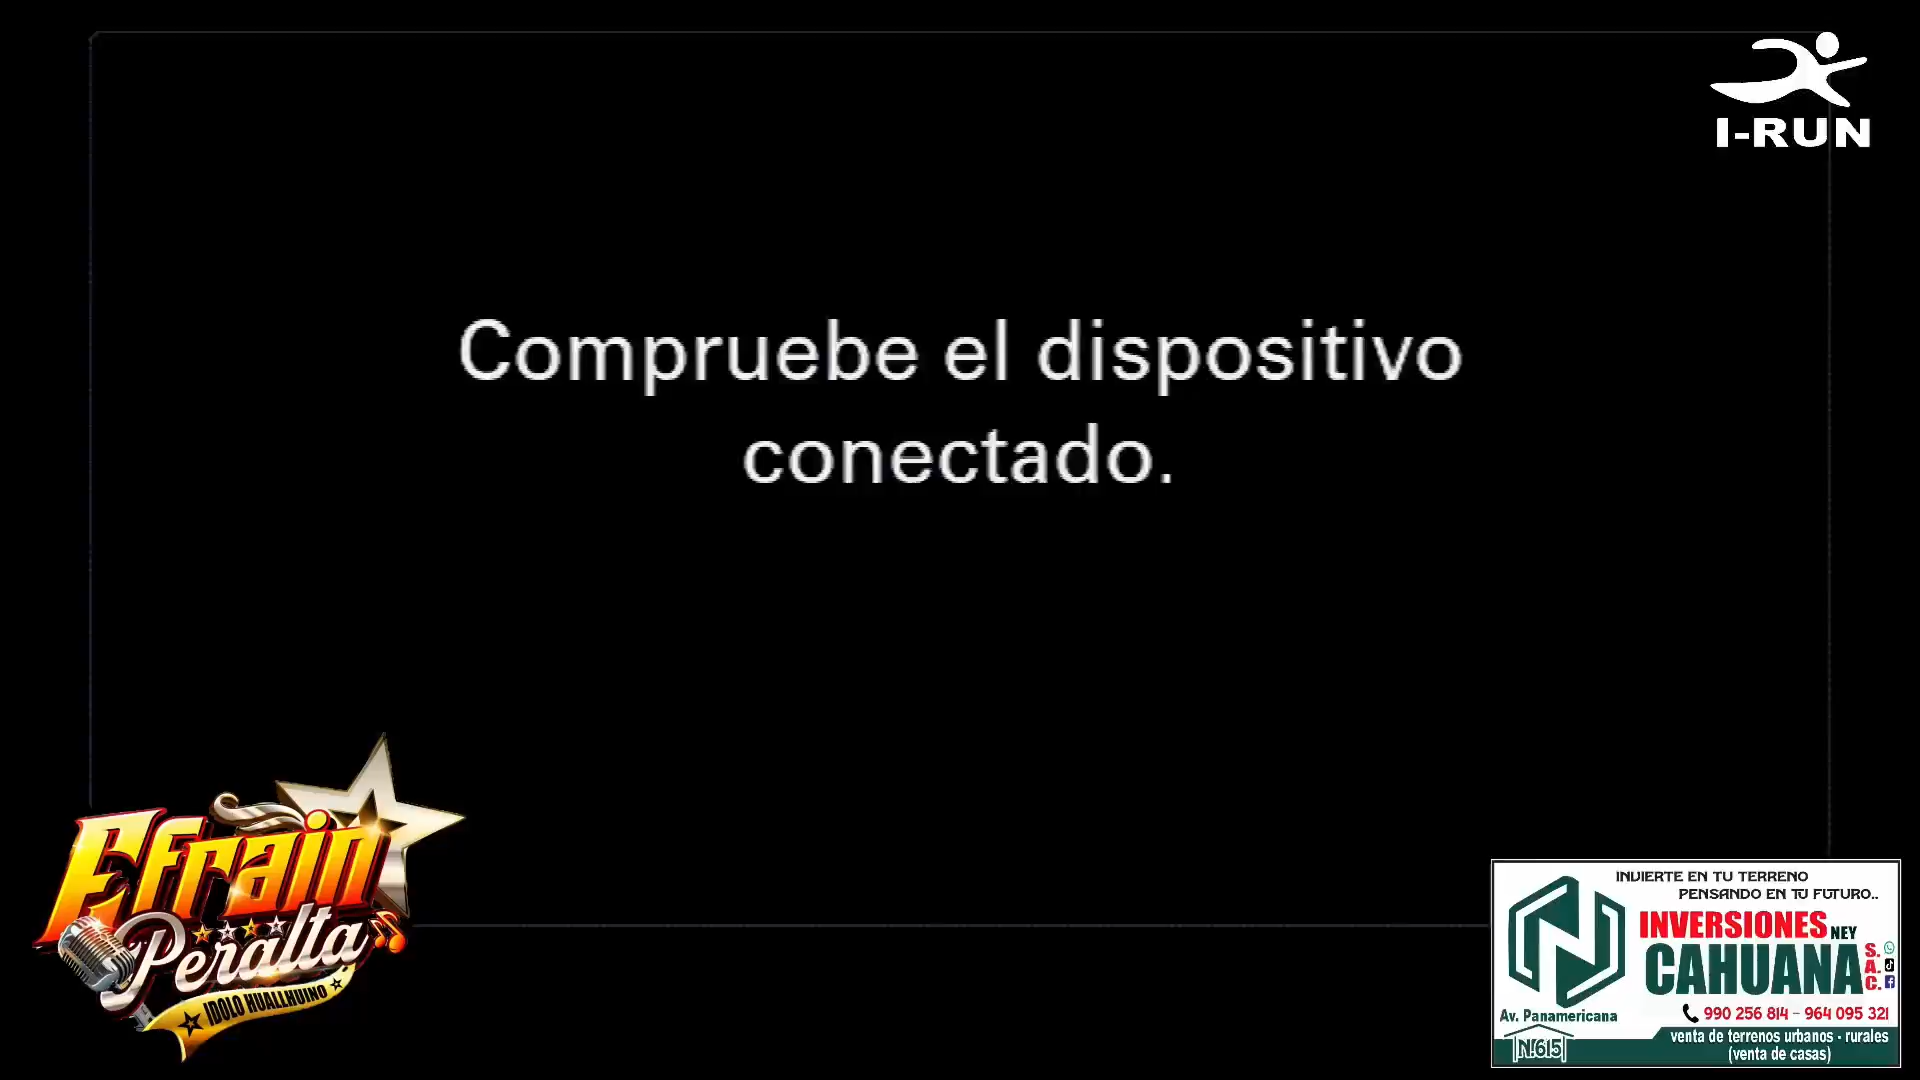 I-RUN
Compruebe el dispositivo
conectado.
Efrain
Peralta
IDOLO HUALLHUINO
INVIERTE EN TU TERRENO
PENSANDO EN TU FUTURO..
INVERSIONES NEY
CAHUANA S.A.C.
Av. Panamericana
N.615
990 256 814 - 964 095 321
venta de terrenos urbanos - rurales
(venta de casas)